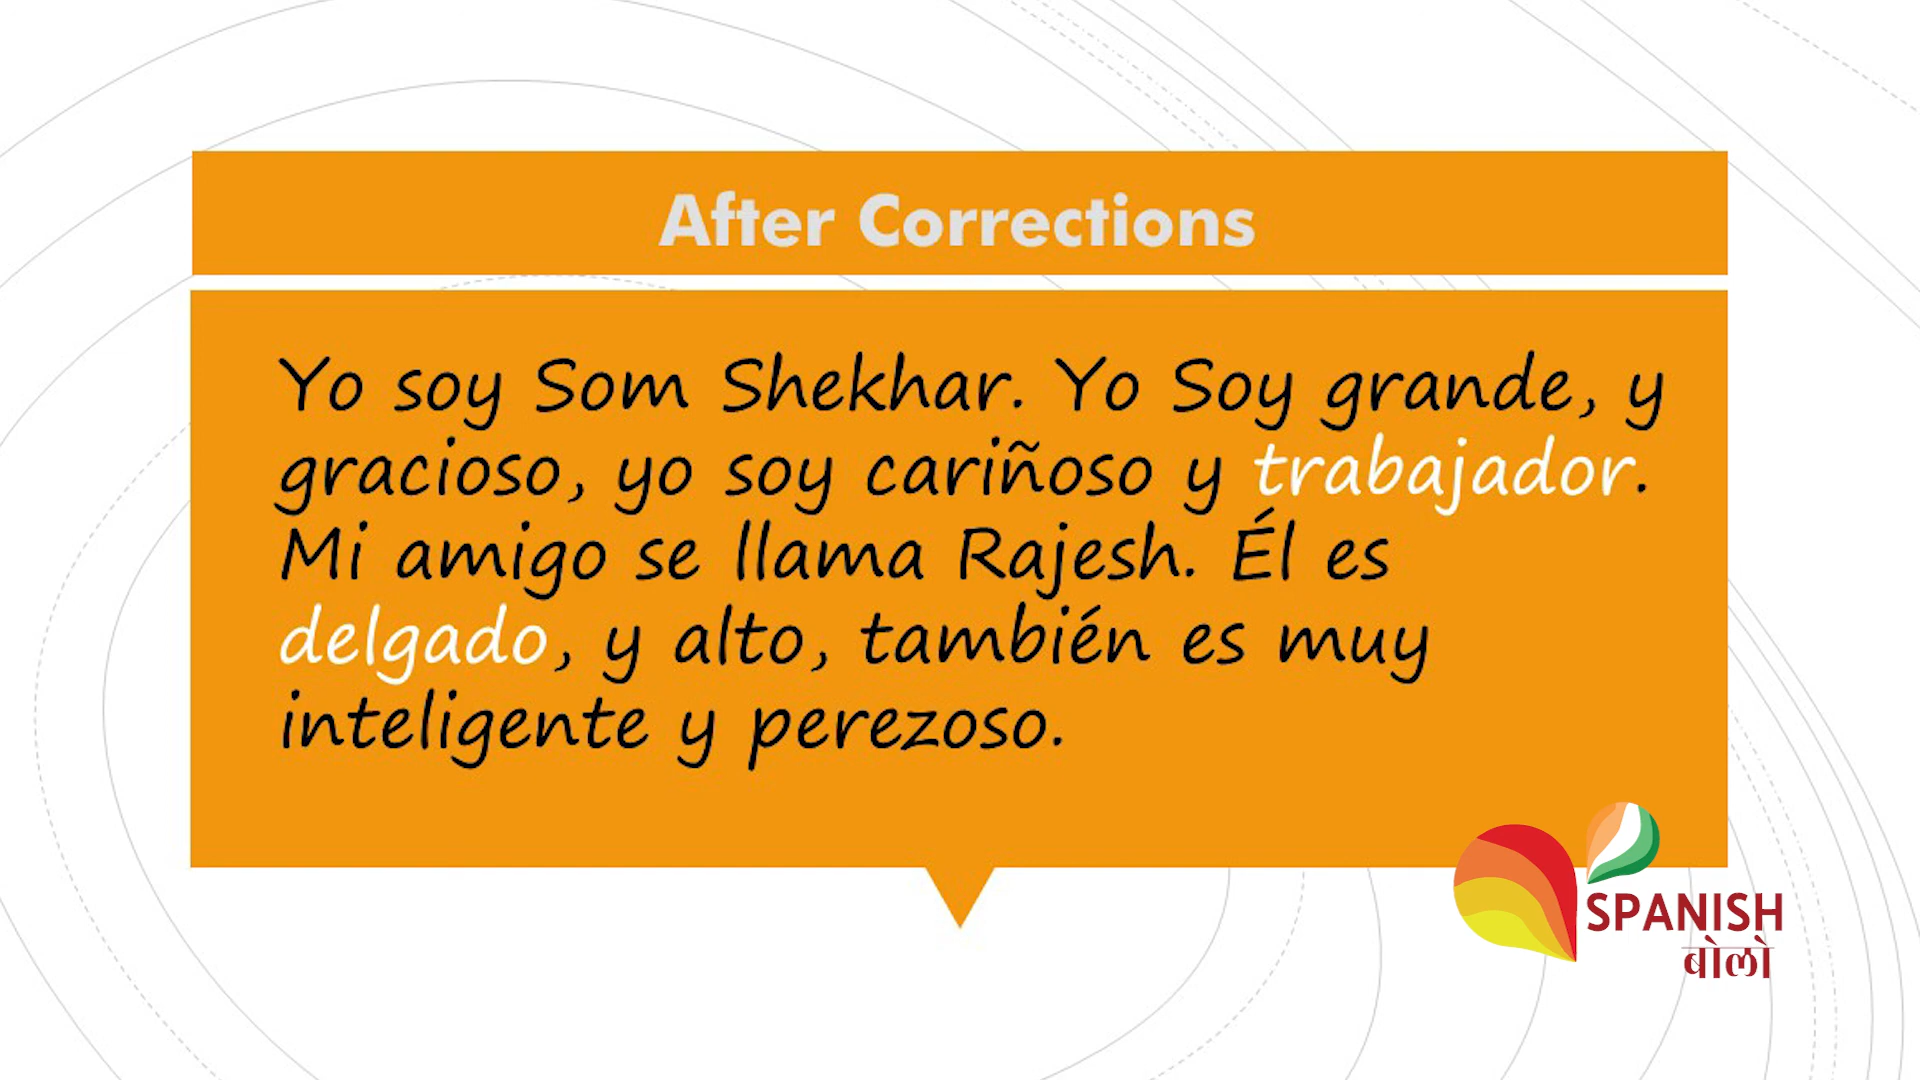 After Corrections
Yo soy Som Shekhar. Yo Soy grande, y
gracioso, yo soy cariñoso y trabajador.
Mi amigo se llama Rajesh. Él es
delgado, y alto, también es muy
inteligente y perezoso.
SPANISH
बोलो